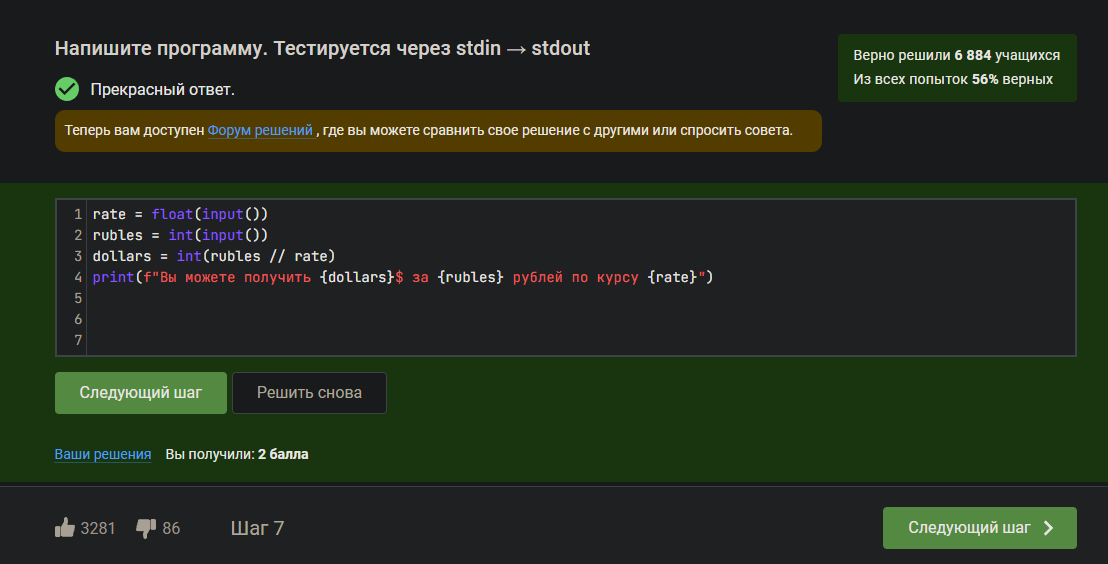 Напишите программу. Тестируется через stdin → stdout
Верно решили 6 884 учащихся
Из всех попыток 56% верных
Прекрасный ответ.
Теперь вам доступен Форум решений , где вы можете сравнить свое решение с другими или спросить совета.
1 rate = float(input())
2 rubles = int(input())
3 dollars = int(rubles // rate)
4 print(f"Вы можете получить {dollars}$ за {rubles} рублей по курсу {rate}")
5
6
7
Следующий шаг
Решить снова
Ваши решения Вы получили: 2 балла
3281 86 Шаг 7
Следующий шаг